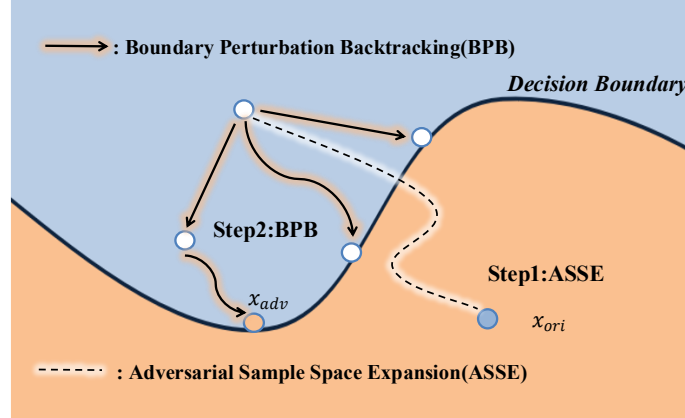 : Boundary Perturbation Backtracking(BPB)
Decision Boundary
Step2:BPB
Step1:ASSE
x_adv
x_ori
: Adversarial Sample Space Expansion(ASSE)